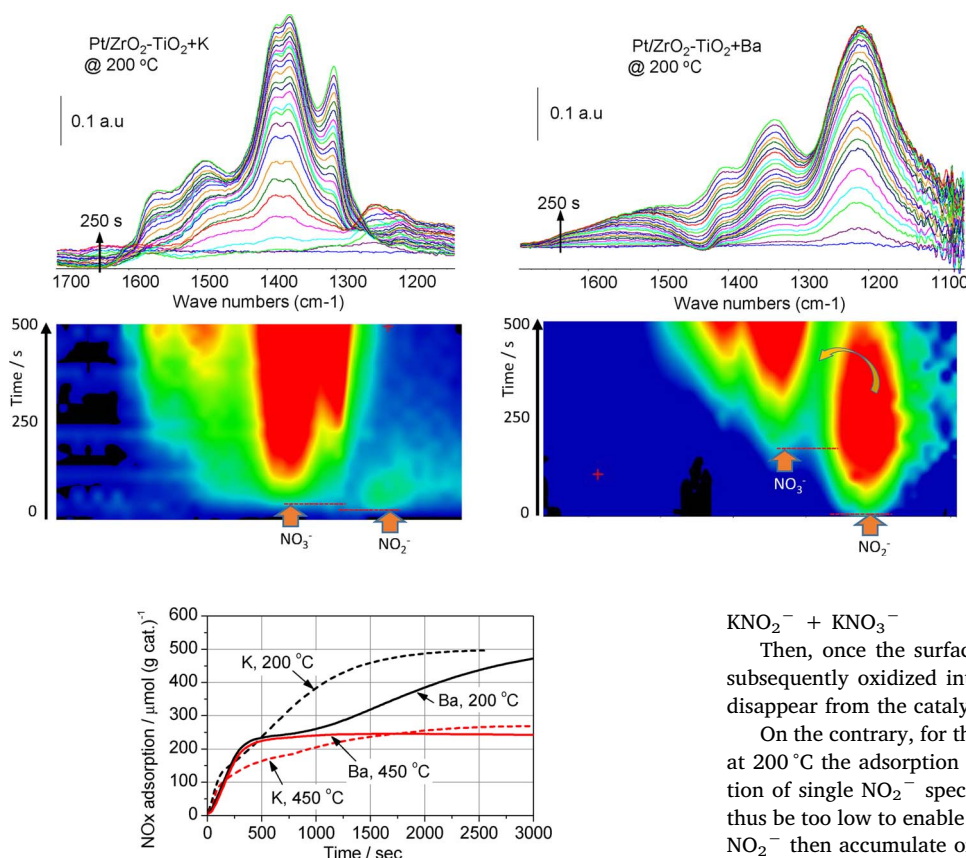 Pt/ZrO₂-TiO₂+K
@ 200 ºC
0.1 a.u
250 s
1700 1600 1500 1400 1300 1200
Wave numbers (cm-1)
Pt/ZrO₂-TiO₂+Ba
@ 200 ºC
0.1 a.u
250 s
1600 1500 1400 1300 1200 1100
Wave numbers (cm-1)
500
Time / s
250
0
NO₃⁻
NO₂⁻
500
Time / s
250
0
NO₃⁻
NO₂⁻
NOx adsorption / μmol (g cat.)⁻¹
600
500
400
300
200
100
0
K, 200 °C
Ba, 200 °C
Ba, 450 °C
K, 450 °C
0 500 1000 1500 2000 2500 3000
Time / sec
KNO₂⁻ + KNO₃⁻
Then, once the surfac
subsequently oxidized int
disappear from the cataly
On the contrary, for th
at 200 °C the adsorption
tion of single NO₂⁻ spec
thus be too low to enable
NO₂⁻ then accumulate o